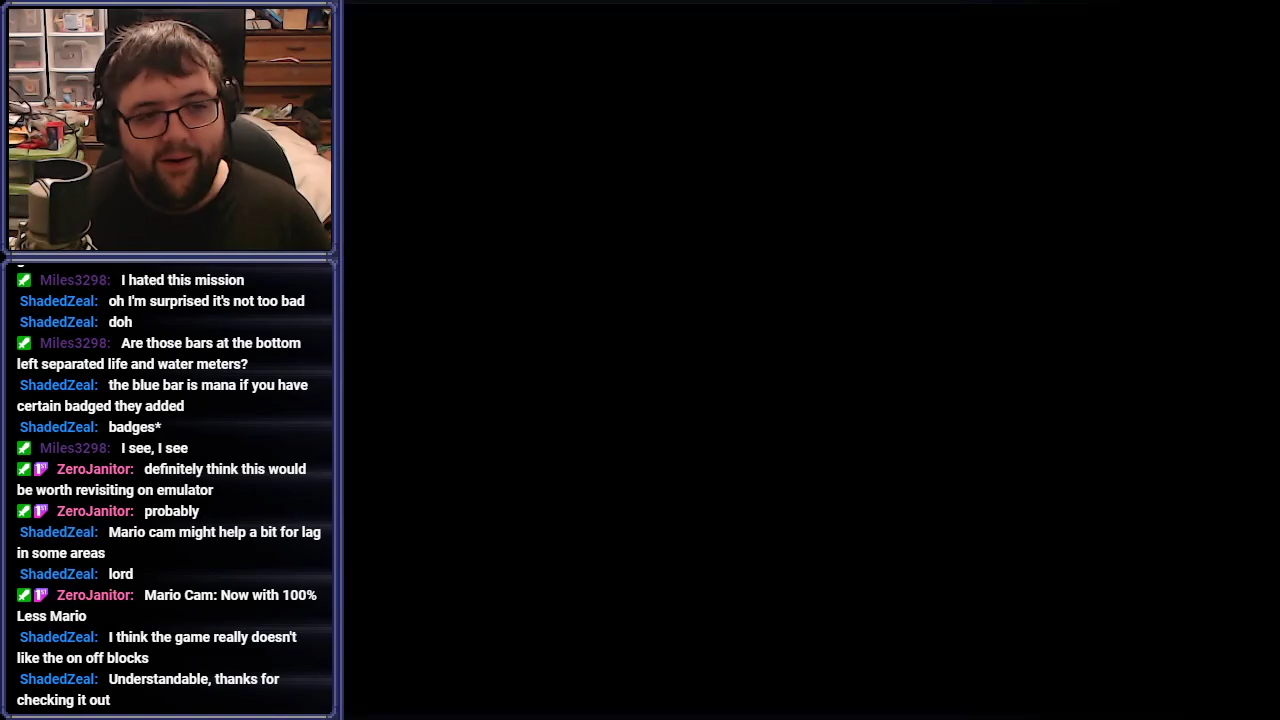 Miles3298: I hated this mission
ShadedZeal: oh I'm surprised it's not too bad
ShadedZeal: doh
Miles3298: Are those bars at the bottom
left separated life and water meters?
ShadedZeal: the blue bar is mana if you have
certain badged they added
ShadedZeal: badges*
Miles3298: I see, I see
ZeroJanitor: definitely think this would
be worth revisiting on emulator
ZeroJanitor: probably
ShadedZeal: Mario cam might help a bit for lag
in some areas
ShadedZeal: lord
ZeroJanitor: Mario Cam: Now with 100%
Less Mario
ShadedZeal: I think the game really doesn't
like the on off blocks
ShadedZeal: Understandable, thanks for
checking it out